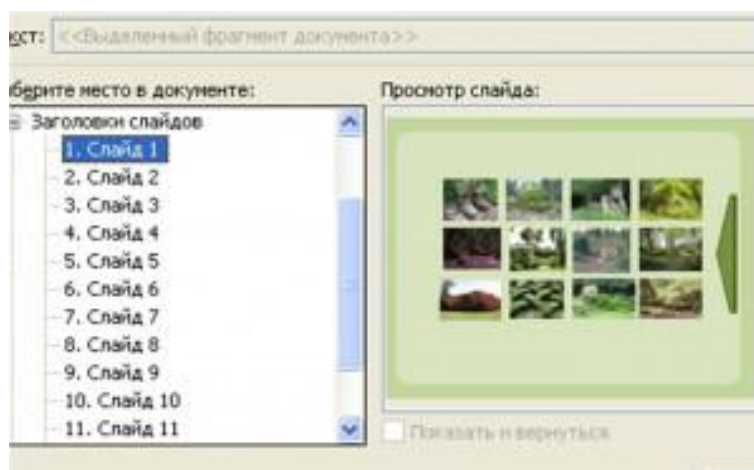 кст: <<Выделенный фрагмент документа>>
берите место в документе:
Просмотр слайда:
Заголовки слайдов
1. Слайд 1
2. Слайд 2
3. Слайд 3
4. Слайд 4
5. Слайд 5
6. Слайд 6
7. Слайд 7
8. Слайд 8
9. Слайд 9
10. Слайд 10
11. Слайд 11
Показать и вернуться